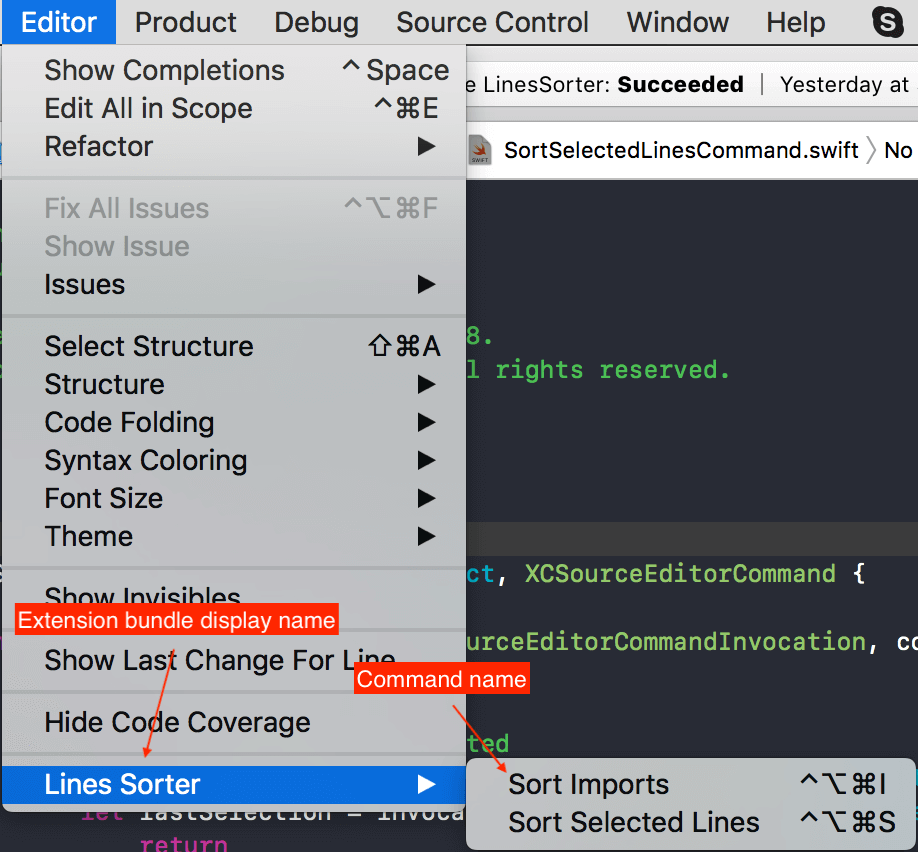 Editor Product Debug Source Control Window Help S
Show Completions ^ Space
Edit All in Scope ^⌘E
Refactor ▶
Fix All Issues ^⌥⌘F
Show Issue
Issues ▶
Select Structure ⇧⌘A
Structure ▶
Code Folding ▶
Syntax Coloring ▶
Font Size ▶
Theme ▶
Show Invisibles
Extension bundle display name
Show Last Change For Line
Command name
Hide Code Coverage
Lines Sorter ▶
Sort Imports ^⌥⌘I
Sort Selected Lines ^⌥⌘S
e LinesSorter: Succeeded | Yesterday at
SWIFT SortSelectedLinesCommand.swift 〉 No
8.
l rights reserved.
ct, XCSourceEditorCommand {
urceEditorCommandInvocation, co
ted
let lastSelection = invoca
return